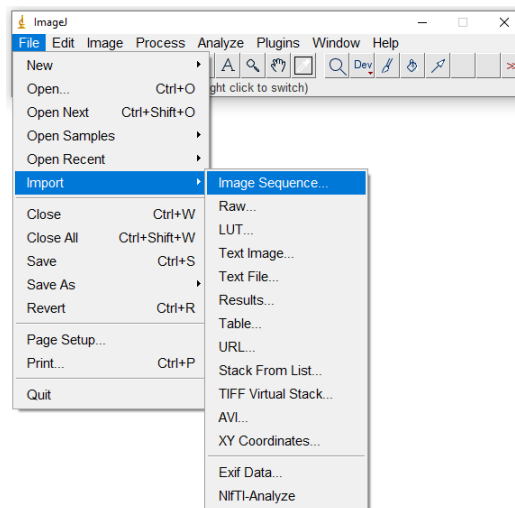 ImageJ
File Edit Image Process Analyze Plugins Window Help
New
A Dev
Open... Ctrl+O
ght click to switch)
Open Next Ctrl+Shift+O
Open Samples
Open Recent
Import
Image Sequence...
Raw...
Close Ctrl+W
LUT...
Close All Ctrl+Shift+W
Text Image...
Save Ctrl+S
Text File...
Save As
Results...
Revert Ctrl+R
Table...
Page Setup...
URL...
Print... Ctrl+P
Stack From List...
Quit
TIFF Virtual Stack...
AVI...
XY Coordinates...
Exif Data...
NIfTI-Analyze